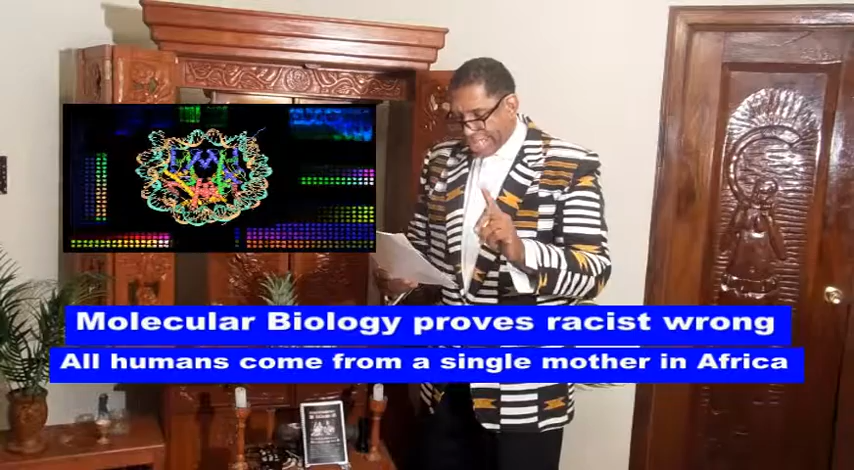 Molecular Biology proves racist wrong
All humans come from a single mother in Africa